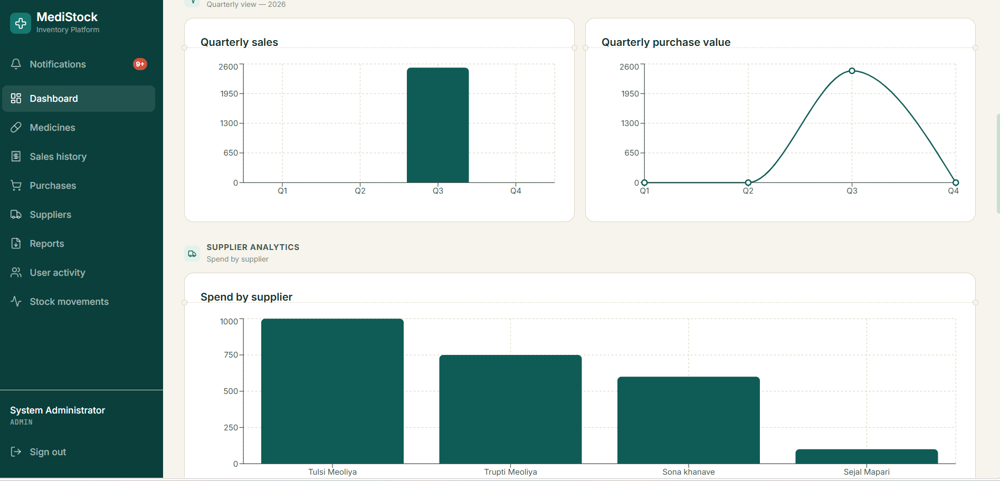 MediStock
Inventory Platform
Notifications
9+
Dashboard
Medicines
Sales history
Purchases
Suppliers
Reports
User activity
Stock movements
System Administrator
ADMIN
Sign out
Quarterly view — 2026
Quarterly sales
2600
1950
1300
650
0
Q1
Q2
Q3
Q4
Quarterly purchase value
2600
1950
1300
650
0
Q1
Q2
Q3
Q4
SUPPLIER ANALYTICS
Spend by supplier
Spend by supplier
1000
750
500
250
0
Tulsi Meoliya
Trupti Meoliya
Sona khanave
Sejal Mapari